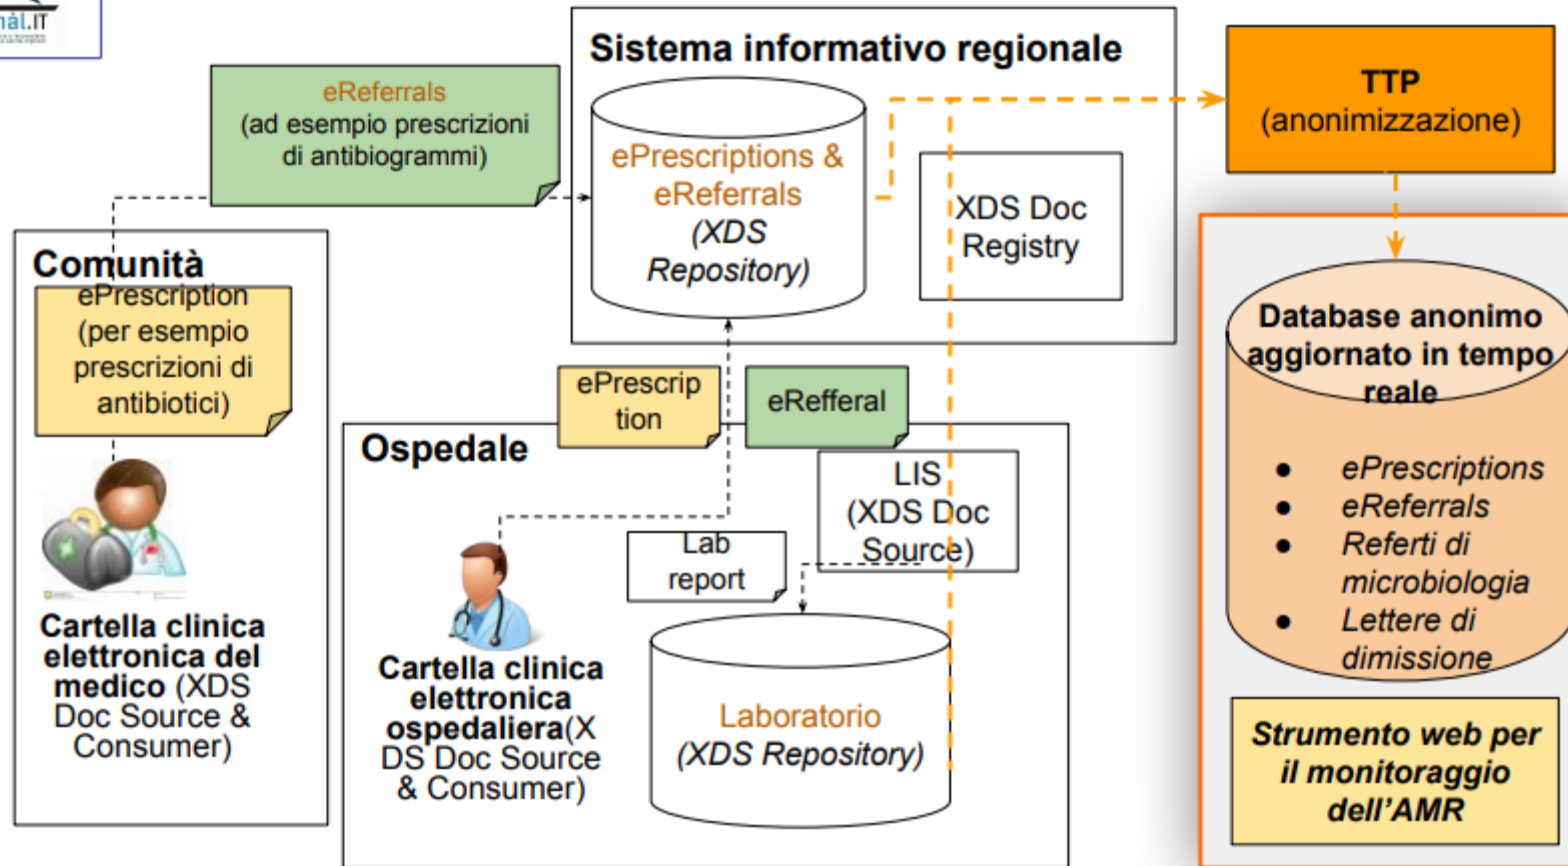 nàl.IT
Sistema informativo regionale
eReferrals
(ad esempio prescrizioni
di antibiogrammi)
ePrescriptions &
eReferrals
(XDS
Repository)
XDS Doc
Registry
TTP
(anonimizzazione)
Comunità
ePrescription
(per esempio
prescrizioni di
antibiotici)
Cartella clinica
elettronica del
medico (XDS
Doc Source &
Consumer)
ePrescrip
tion
eRefferal
Ospedale
LIS
(XDS Doc
Source)
Lab
report
Cartella clinica
elettronica
ospedaliera(X
DS Doc Source
& Consumer)
Laboratorio
(XDS Repository)
Database anonimo
aggiornato in tempo
reale
● ePrescriptions
● eReferrals
● Referti di
microbiologia
● Lettere di
dimissione
Strumento web per
il monitoraggio
dell'AMR